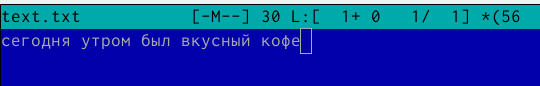 text.txt [-M--] 30 L:[ 1+ 0 1/ 1] *(56
сегодня утром был вкусный кофе